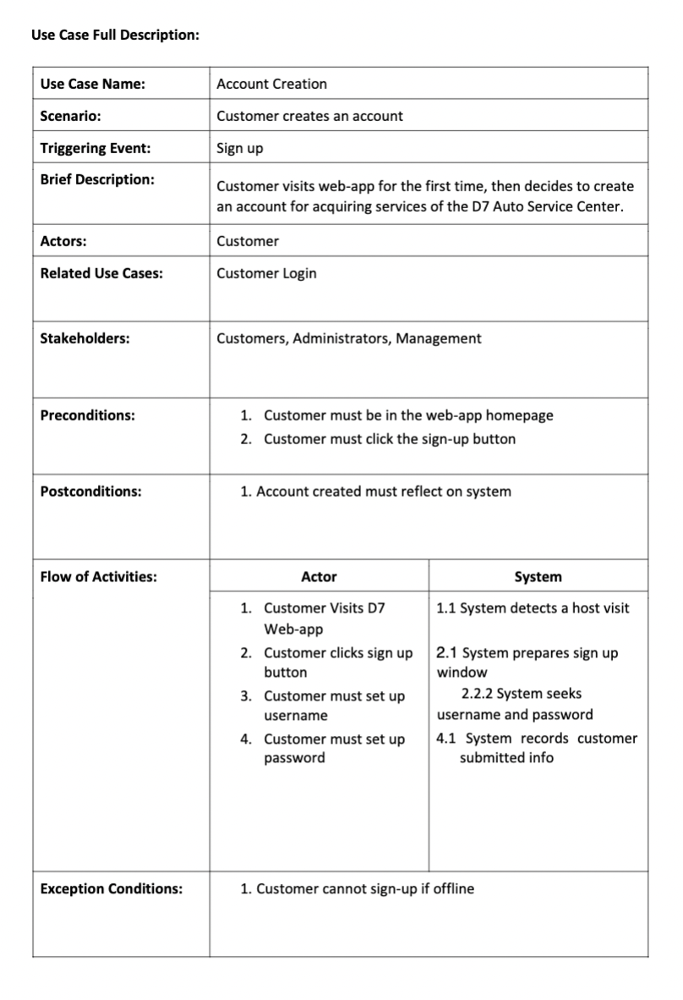 Use Case Full Description:
Use Case Name: Account Creation
Scenario: Customer creates an account
Triggering Event: Sign up
Brief Description:
Customer visits web-app for the first time, then decides to create
an account for acquiring services of the D7 Auto Service Center.
Actors: Customer
Related Use Cases: Customer Login
Stakeholders: Customers, Administrators, Management
Preconditions: 1. Customer must be in the web-app homepage
2. Customer must click the sign-up button
Postconditions: 1. Account created must reflect on system
Flow of Activities: Actor System
1. Customer Visits D7
Web-app
2. Customer clicks sign up
button
3. Customer must set up
username
4. Customer must set up
password
1.1 System detects a host visit
2.1 System prepares sign up
window
2.2.2 System seeks
username and password
4.1 System records customer
submitted info
Exception Conditions: 1. Customer cannot sign-up if offline